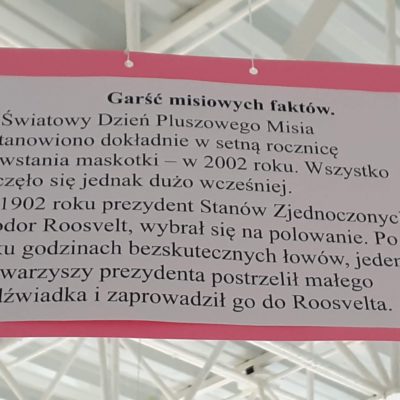 Garść misiowych faktów.
Światowy Dzień Pluszowego Misia
tanowiono dokładnie w setną rocznicę
wstania maskotki – w 2002 roku. Wszystko
częło się jednak dużo wcześniej.
1902 roku prezydent Stanów Zjednoczonych
odor Roosvelt, wybrał się na polowanie. Po
ku godzinach bezskutecznych łowów, jeden
warzyszy prezydenta postrzelił małego
dźwiadka i zaprowadził go do Roosvelta.